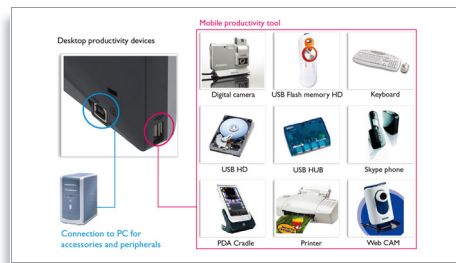 Mobile productivity tool
Desktop productivity devices
Digital camera
USB Flash memory HD
Keyboard
USB HD
USB HUB
Skype phone
Connection to PC for
accessories and peripherals
PDA Cradle
Printer
Web CAM